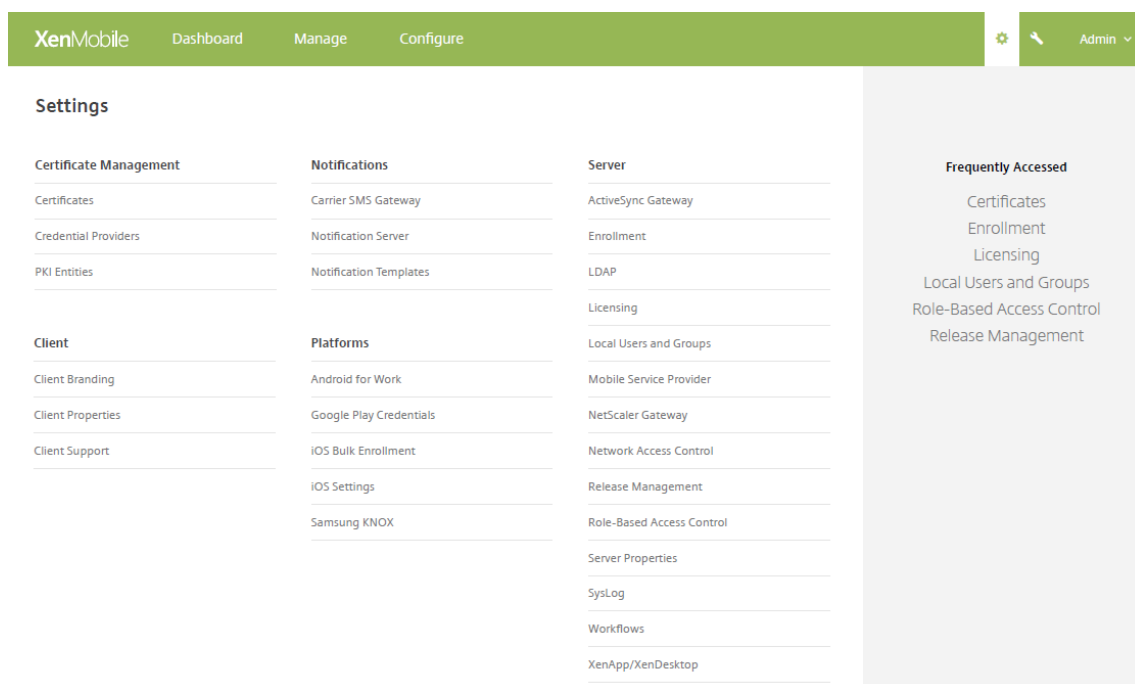 XenMobile Dashboard Manage Configure Admin
Settings
Certificate Management
Certificates
Credential Providers
PKI Entities
Client
Client Branding
Client Properties
Client Support
Notifications
Carrier SMS Gateway
Notification Server
Notification Templates
Platforms
Android for Work
Google Play Credentials
iOS Bulk Enrollment
iOS Settings
Samsung KNOX
Server
ActiveSync Gateway
Enrollment
LDAP
Licensing
Local Users and Groups
Mobile Service Provider
NetScaler Gateway
Network Access Control
Release Management
Role-Based Access Control
Server Properties
SysLog
Workflows
XenApp/XenDesktop
Frequently Accessed
Certificates
Enrollment
Licensing
Local Users and Groups
Role-Based Access Control
Release Management